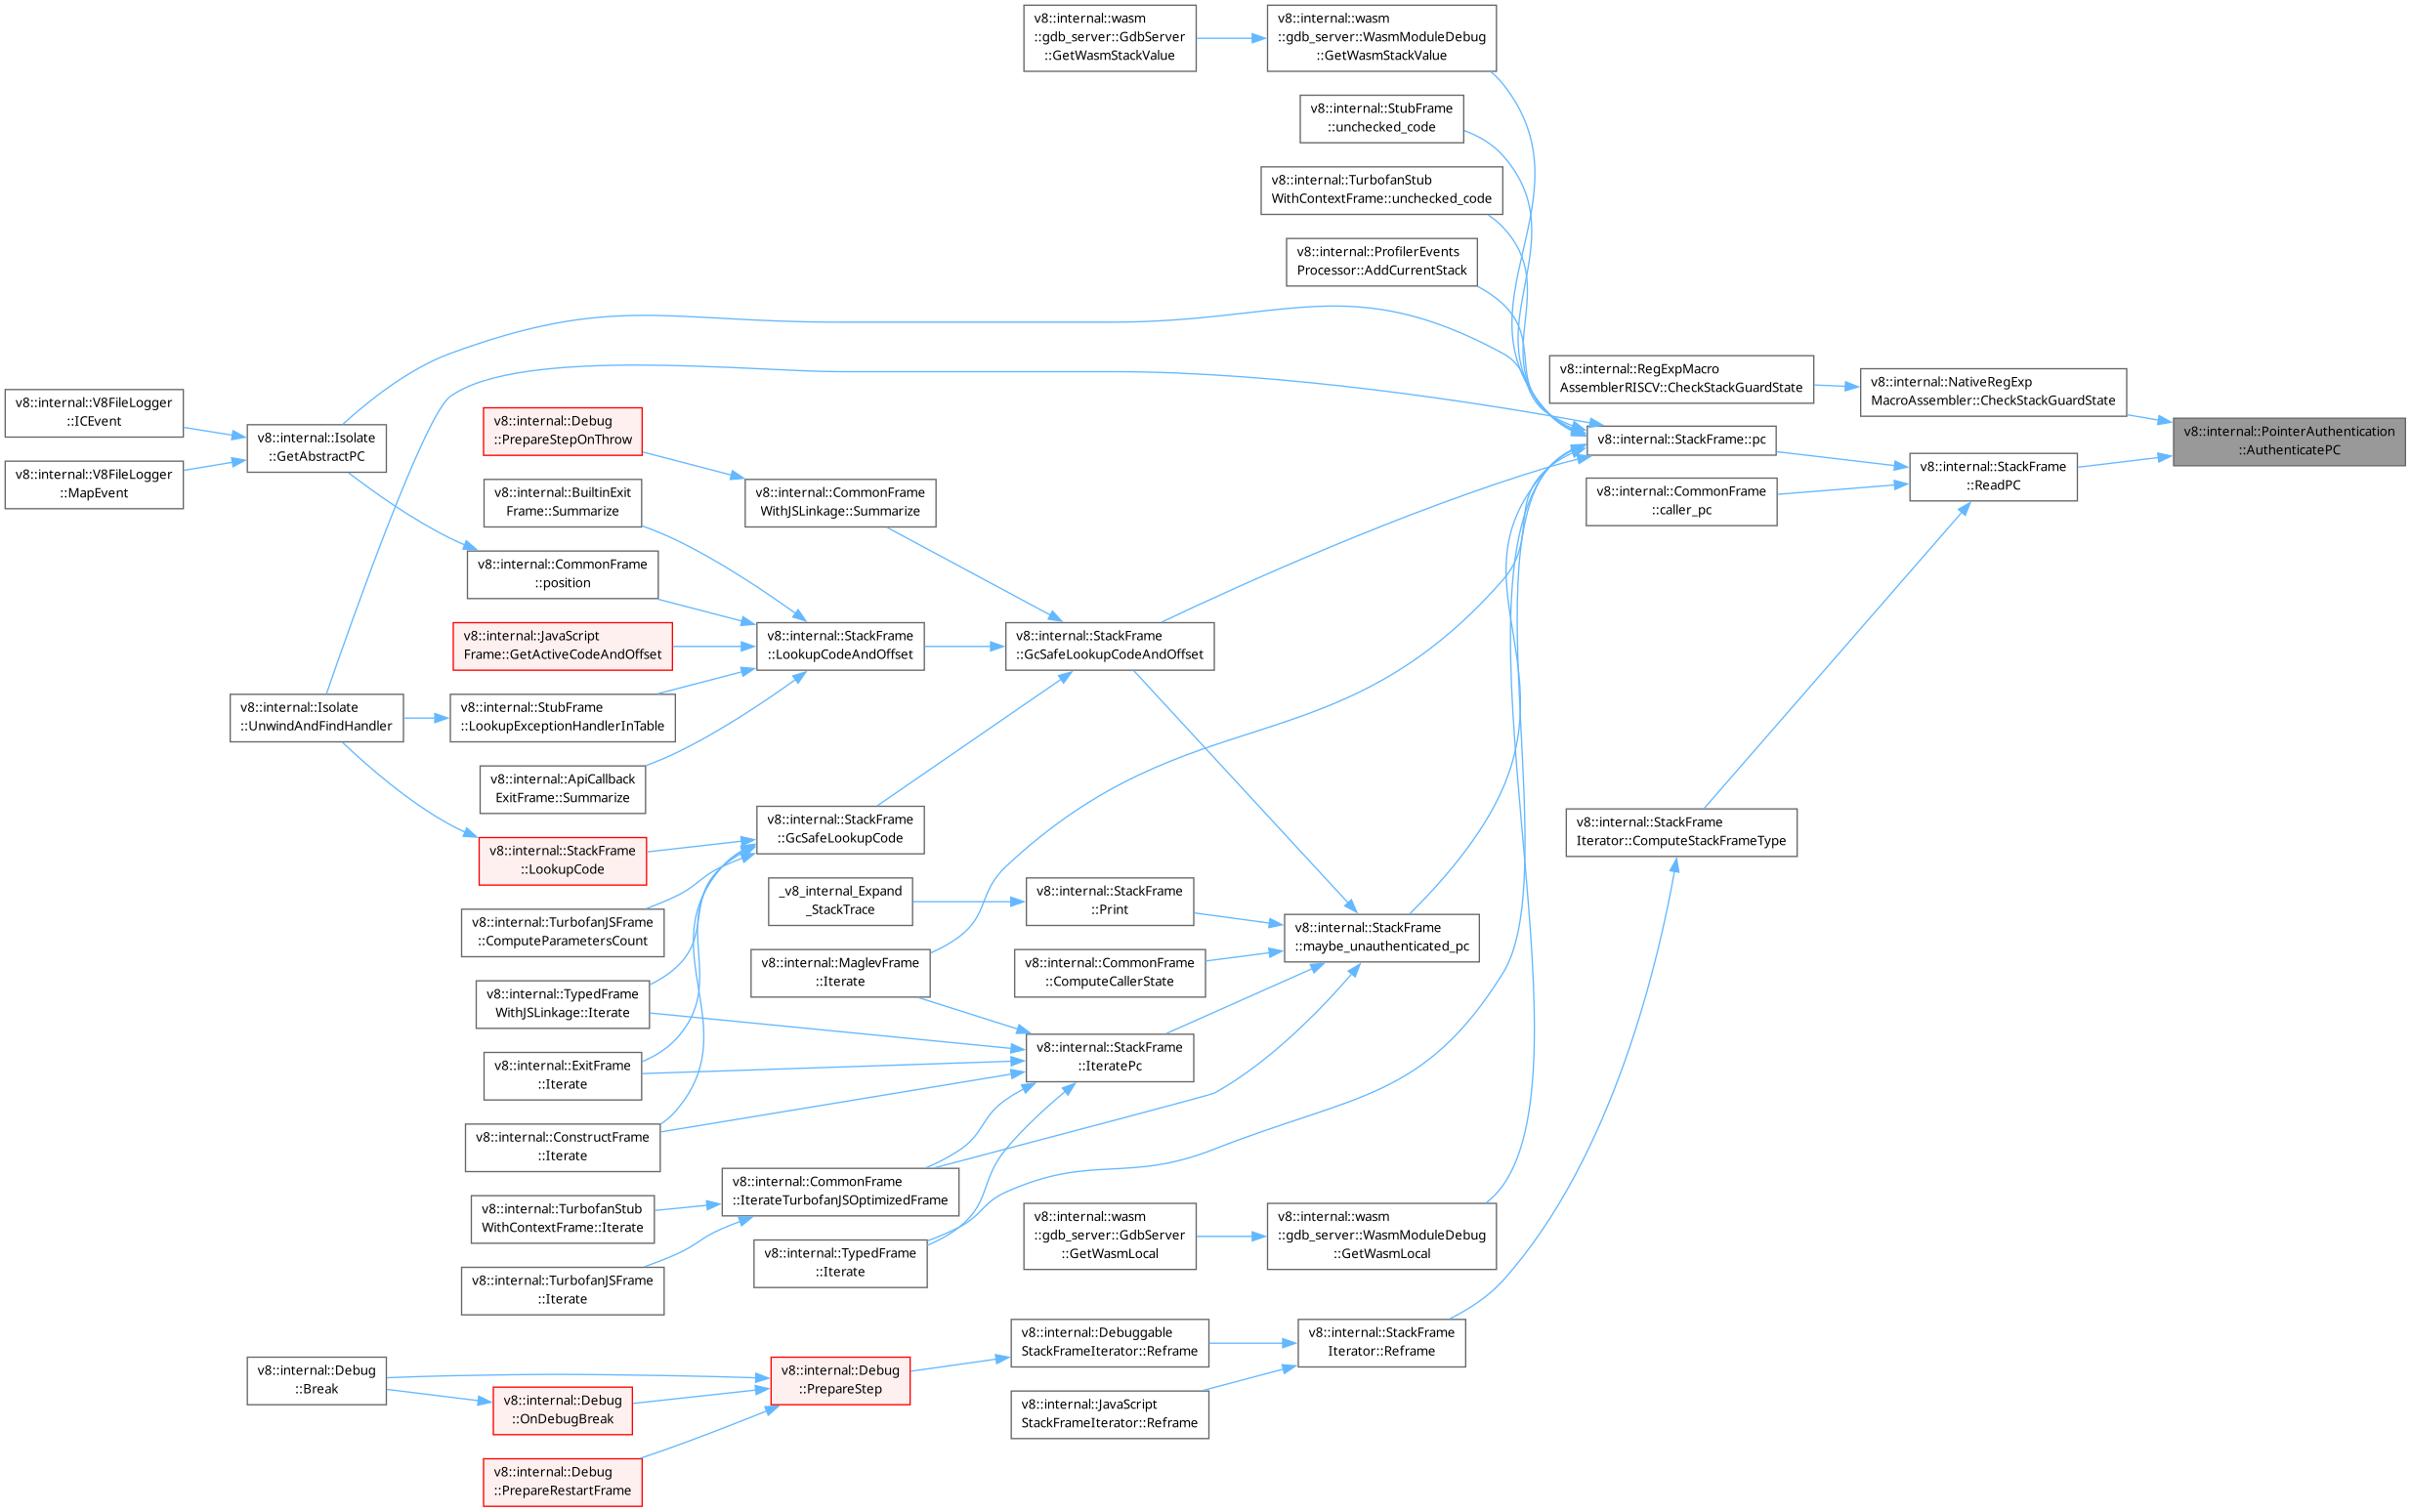 v8::internal::wasm
::gdb_server::GdbServer
::GetWasmStackValue
v8::internal::wasm
::gdb_server::WasmModuleDebug
::GetWasmStackValue
v8::internal::StubFrame
::unchecked_code
v8::internal::TurbofanStub
WithContextFrame::unchecked_code
v8::internal::ProfilerEvents
Processor::AddCurrentStack
v8::internal::RegExpMacro
AssemblerRISCV::CheckStackGuardState
v8::internal::NativeRegExp
MacroAssembler::CheckStackGuardState
v8::internal::PointerAuthentication
::AuthenticatePC
v8::internal::V8FileLogger
::ICEvent
v8::internal::Isolate
::GetAbstractPC
v8::internal::V8FileLogger
::MapEvent
v8::internal::Debug
::PrepareStepOnThrow
v8::internal::StackFrame::pc
v8::internal::StackFrame
::ReadPC
v8::internal::CommonFrame
::caller_pc
v8::internal::BuiltinExit
Frame::Summarize
v8::internal::CommonFrame
WithJSLinkage::Summarize
v8::internal::CommonFrame
::position
v8::internal::JavaScript
Frame::GetActiveCodeAndOffset
v8::internal::StackFrame
::LookupCodeAndOffset
v8::internal::StackFrame
::GcSafeLookupCodeAndOffset
v8::internal::Isolate
::UnwindAndFindHandler
v8::internal::StubFrame
::LookupExceptionHandlerInTable
v8::internal::ApiCallback
ExitFrame::Summarize
v8::internal::StackFrame
::GcSafeLookupCode
v8::internal::StackFrame
Iterator::ComputeStackFrameType
v8::internal::StackFrame
::LookupCode
_v8_internal_Expand
_StackTrace
v8::internal::StackFrame
::Print
v8::internal::TurbofanJSFrame
::ComputeParametersCount
v8::internal::StackFrame
::maybe_unauthenticated_pc
v8::internal::MaglevFrame
::Iterate
v8::internal::CommonFrame
::ComputeCallerState
v8::internal::TypedFrame
WithJSLinkage::Iterate
v8::internal::StackFrame
::IteratePc
v8::internal::ExitFrame
::Iterate
v8::internal::ConstructFrame
::Iterate
v8::internal::CommonFrame
::IterateTurbofanJSOptimizedFrame
v8::internal::TurbofanStub
WithContextFrame::Iterate
v8::internal::wasm
::gdb_server::GdbServer
::GetWasmLocal
v8::internal::wasm
::gdb_server::WasmModuleDebug
::GetWasmLocal
v8::internal::TypedFrame
::Iterate
v8::internal::TurbofanJSFrame
::Iterate
v8::internal::Debuggable
StackFrameIterator::Reframe
v8::internal::StackFrame
Iterator::Reframe
v8::internal::Debug
::Break
v8::internal::Debug
::PrepareStep
v8::internal::Debug
::OnDebugBreak
v8::internal::JavaScript
StackFrameIterator::Reframe
v8::internal::Debug
::PrepareRestartFrame